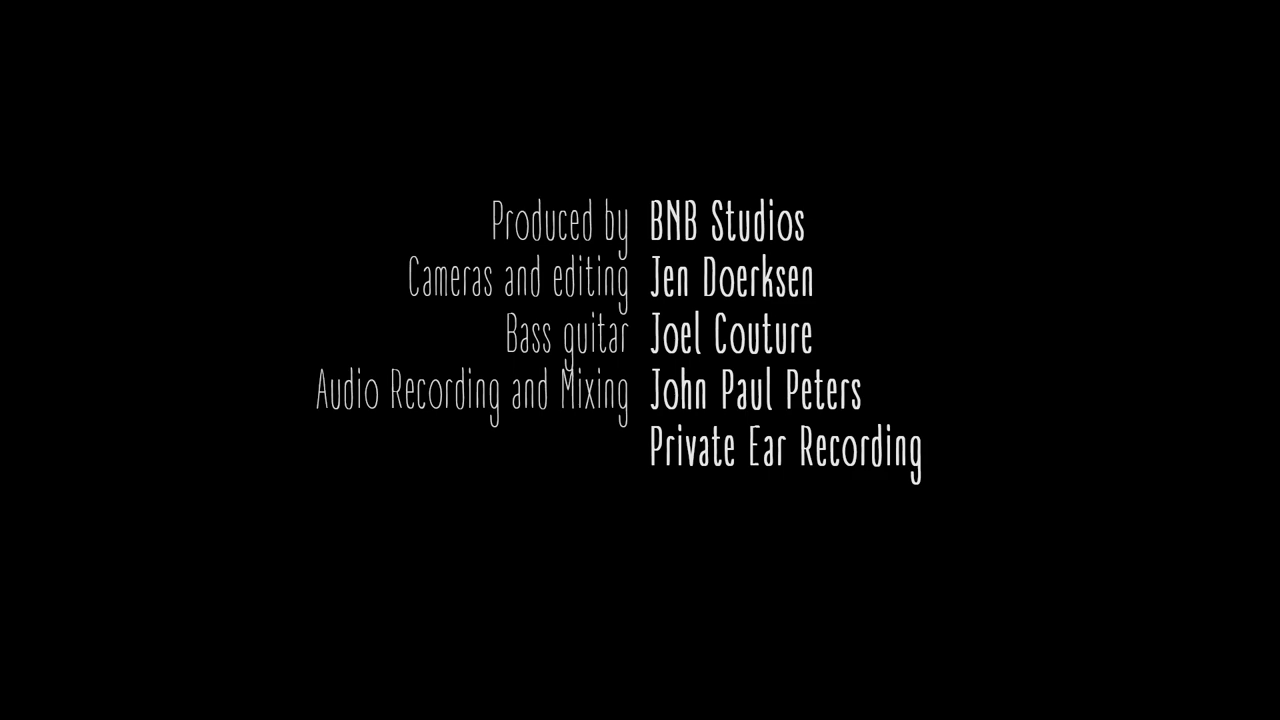 Produced by BNB Studios
Cameras and editing Jen Doerksen
Bass guitar Joel Couture
Audio Recording and Mixing John Paul Peters
Private Ear Recording